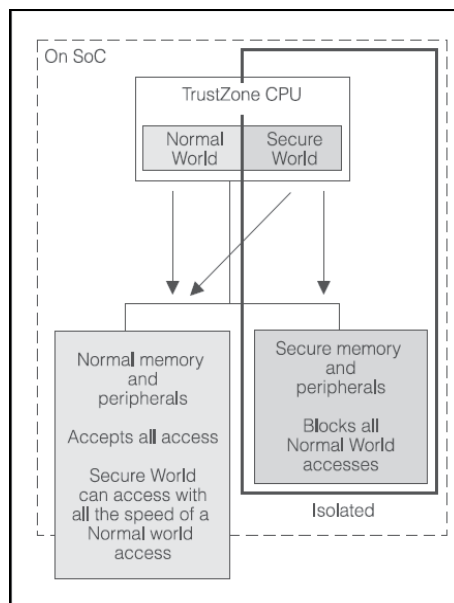 On SoC
TrustZone CPU
Normal
World
Secure
World
Normal memory
and
peripherals
Accepts all access
Secure World
can access with
all the speed of a
Normal world
access
Secure memory
and
peripherals
Blocks all
Normal World
accesses
Isolated